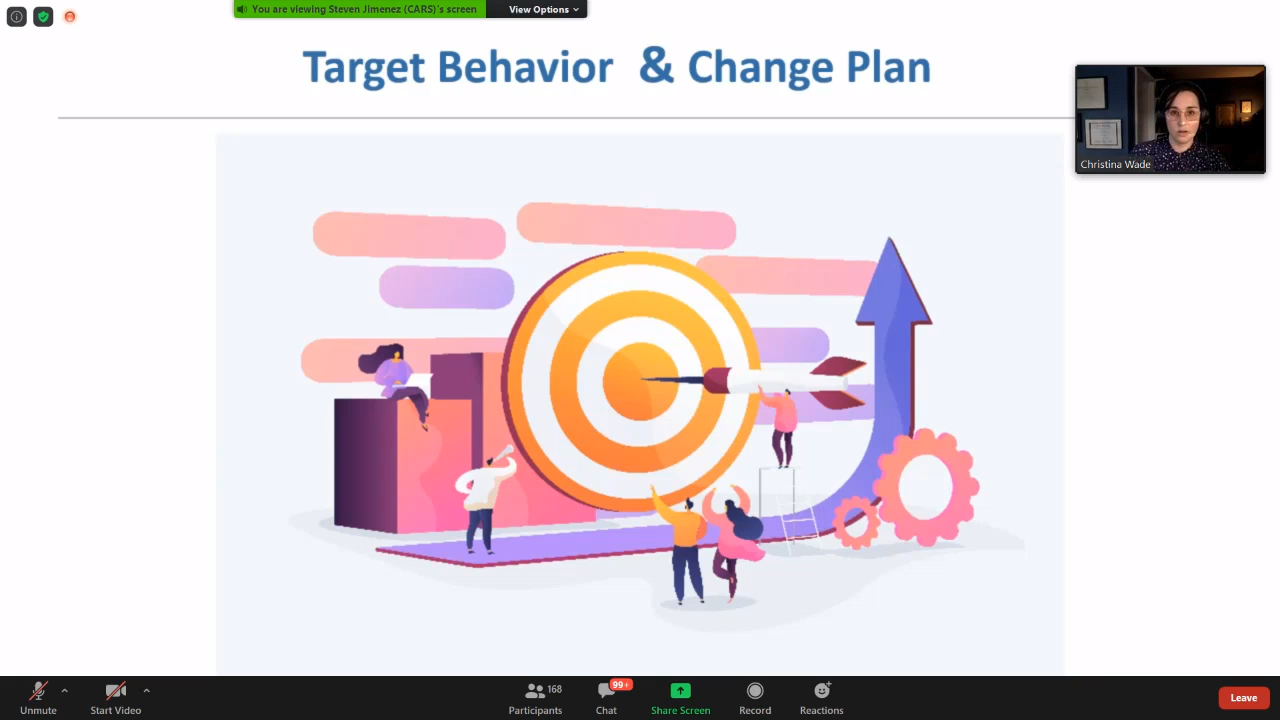 You are viewing Steven Jimenez (CARS)'s screen
View Options
Target Behavior & Change Plan
Christina Wade
168
99+
Unmute
Start Video
Participants
Chat
Share Screen
Record
Reactions
Leave